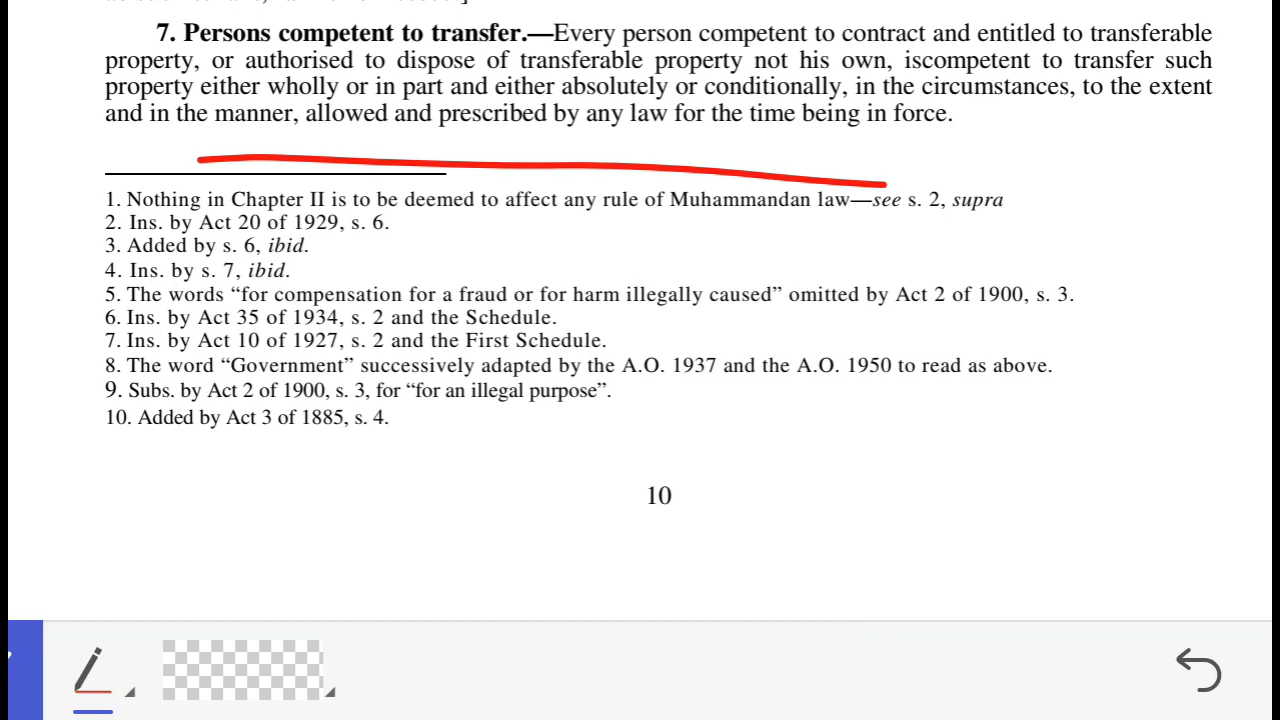 7. Persons competent to transfer.—Every person competent to contract and entitled to transferable
property, or authorised to dispose of transferable property not his own, iscompetent to transfer such
property either wholly or in part and either absolutely or conditionally, in the circumstances, to the extent
and in the manner, allowed and prescribed by any law for the time being in force.
1. Nothing in Chapter II is to be deemed to affect any rule of Muhammandan law—see s. 2, supra
2. Ins. by Act 20 of 1929, s. 6.
3. Added by s. 6, ibid.
4. Ins. by s. 7, ibid.
5. The words “for compensation for a fraud or for harm illegally caused” omitted by Act 2 of 1900, s. 3.
6. Ins. by Act 35 of 1934, s. 2 and the Schedule.
7. Ins. by Act 10 of 1927, s. 2 and the First Schedule.
8. The word “Government” successively adapted by the A.O. 1937 and the A.O. 1950 to read as above.
9. Subs. by Act 2 of 1900, s. 3, for “for an illegal purpose”.
10. Added by Act 3 of 1885, s. 4.
10